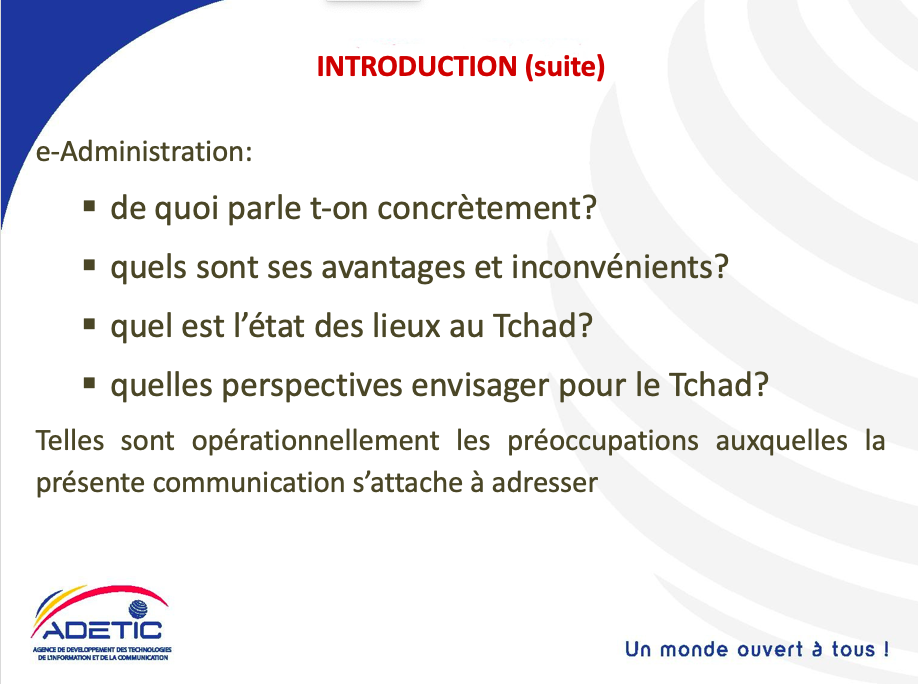 INTRODUCTION (suite)
e-Administration:
▪ de quoi parle t-on concrètement?
▪ quels sont ses avantages et inconvénients?
▪ quel est l’état des lieux au Tchad?
▪ quelles perspectives envisager pour le Tchad?
Telles sont opérationnellement les préoccupations auxquelles la
présente communication s’attache à adresser
ADETIC
AGENCE DE DEVELOPPEMENT DES TECHNOLOGIES
DE L'INFORMATION ET DE LA COMMUNICATION
Un monde ouvert à tous !